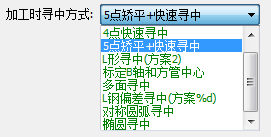 加工时寻中方式: 5点矫平+快速寻中
4点快速寻中
5点矫平+快速寻中
L形寻中(方案2)
标定B轴和方管中心
多面寻中
L钢偏差寻中(方案%d)
对称圆弧寻中
椭圆寻中